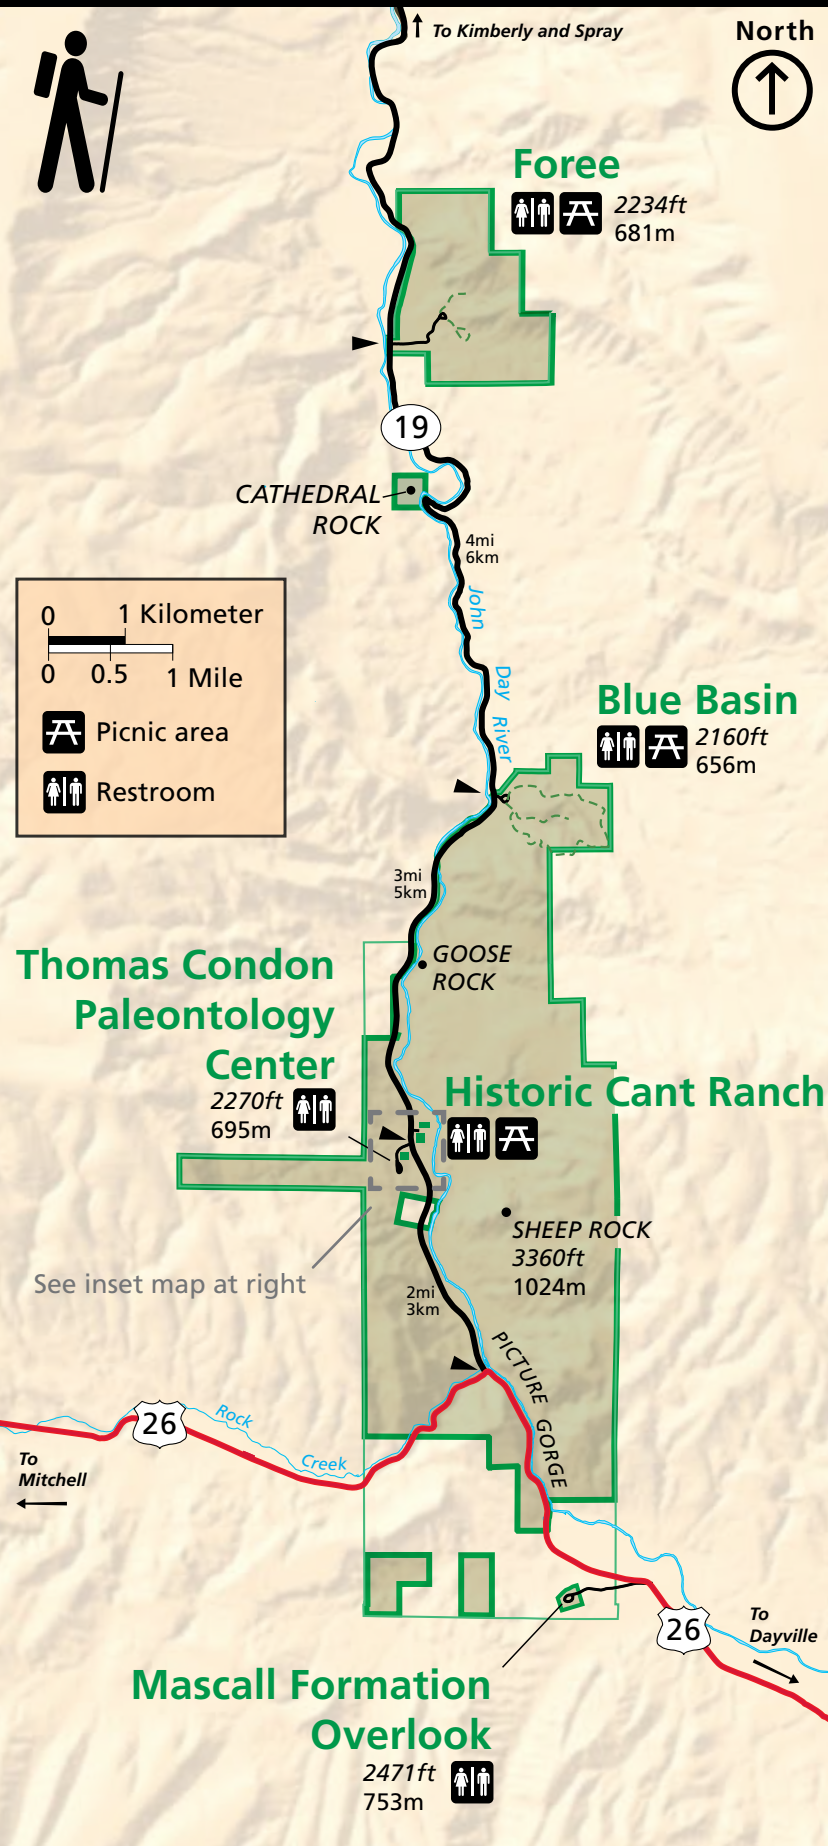 To Kimberly and Spray
North
Foree
2234ft
681m
19
CATHEDRAL
ROCK
4mi
6km
John
Day
River
0 1 Kilometer
0 0.5 1 Mile
Picnic area
Restroom
Blue Basin
2160ft
656m
3mi
5km
GOOSE
ROCK
Thomas Condon
Paleontology
Center
2270ft
695m
Historic Cant Ranch
SHEEP ROCK
3360ft
1024m
See inset map at right
2mi
3km
PICTURE GORGE
26
Rock
Creek
To
Mitchell
26
To
Dayville
Mascall Formation
Overlook
2471ft
753m